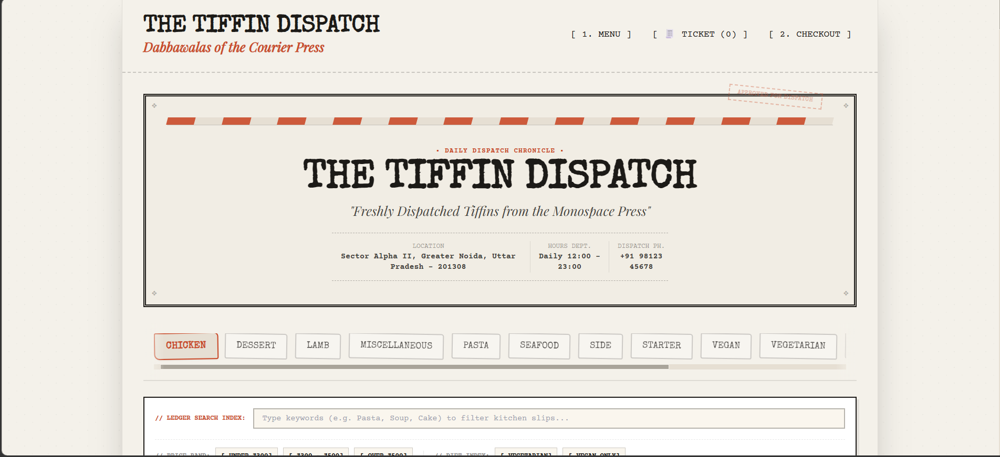 THE TIFFIN DISPATCH
Dabbawalas of the Courier Press
[ 1. MENU ] [ TICKET (0) ] [ 2. CHECKOUT ]
APPROVED FOR DISPATCH
• DAILY DISPATCH CHRONICLE •
THE TIFFIN DISPATCH
"Freshly Dispatched Tiffins from the Monospace Press"
LOCATION
Sector Alpha II, Greater Noida, Uttar
Pradesh - 201308
HOURS DEPT.
Daily 12:00 -
23:00
DISPATCH PH.
+91 98123
45678
CHICKEN DESSERT LAMB MISCELLANEOUS PASTA SEAFOOD SIDE STARTER VEGAN VEGETARIAN
// LEDGER SEARCH INDEX: Type keywords (e.g. Pasta, Soup, Cake) to filter kitchen slips...
// PRICE BAND: [ UNDER ₹300] [ ₹300 - ₹500] [ OVER ₹500] // DIET INDEX: [ VEGETARIAN] [ VEGAN ONLY]